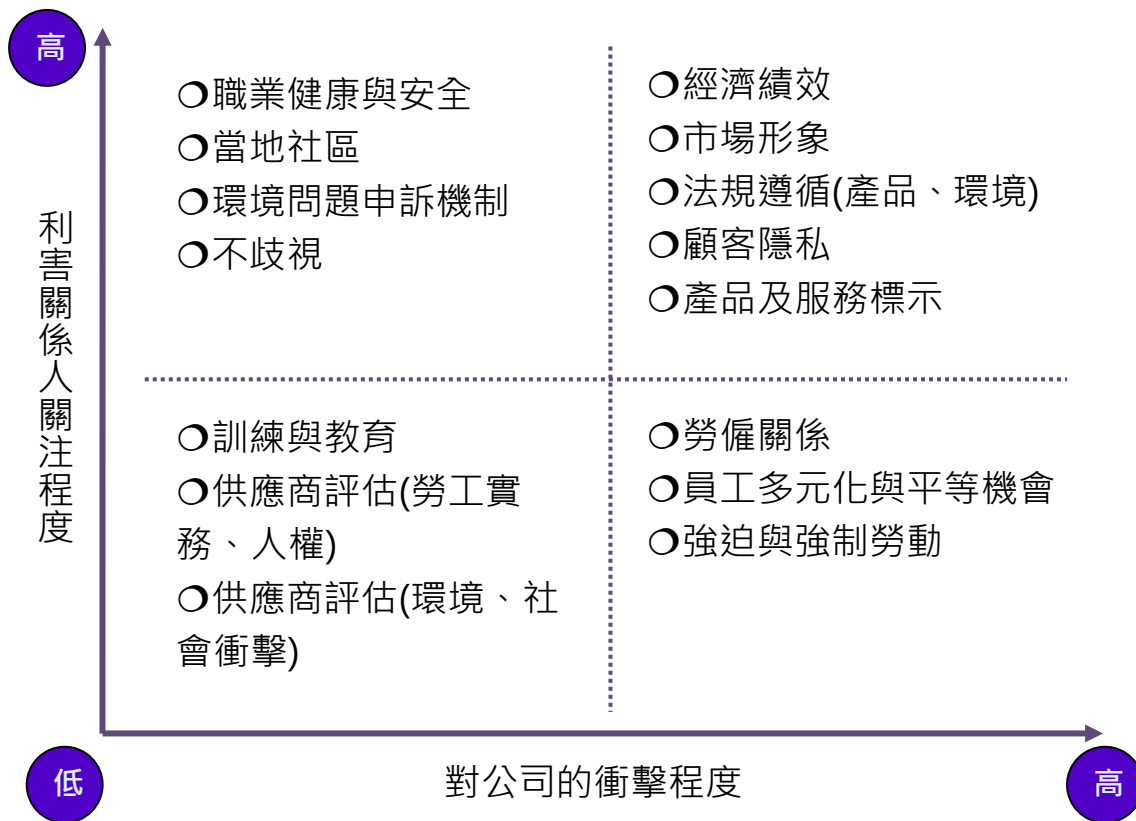 高
❍職業健康與安全
❍當地社區
❍環境問題申訴機制
❍不歧視
❍經濟績效
❍市場形象
❍法規遵循(產品、環境)
❍顧客隱私
❍產品及服務標示
利害關係人關注程度
❍訓練與教育
❍供應商評估(勞工實
務、人權)
❍供應商評估(環境、社
會衝擊)
❍勞僱關係
❍員工多元化與平等機會
❍強迫與強制勞動
低
對公司的衝擊程度
高